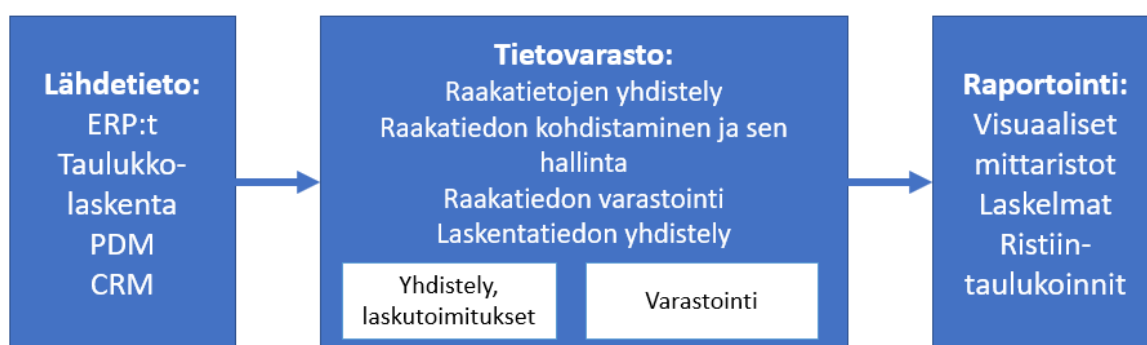 Lähdetieto:
ERP:t
Taulukko-
laskenta
PDM
CRM
Tietovarasto:
Raakatietojen yhdistely
Raakatiedon kohdistaminen ja sen
hallinta
Raakatiedon varastointi
Laskentatiedon yhdistely
Yhdistely,
laskutoimitukset
Varastointi
Raportointi:
Visuaaliset
mittaristot
Laskelmat
Ristiin-
taulukoinnit